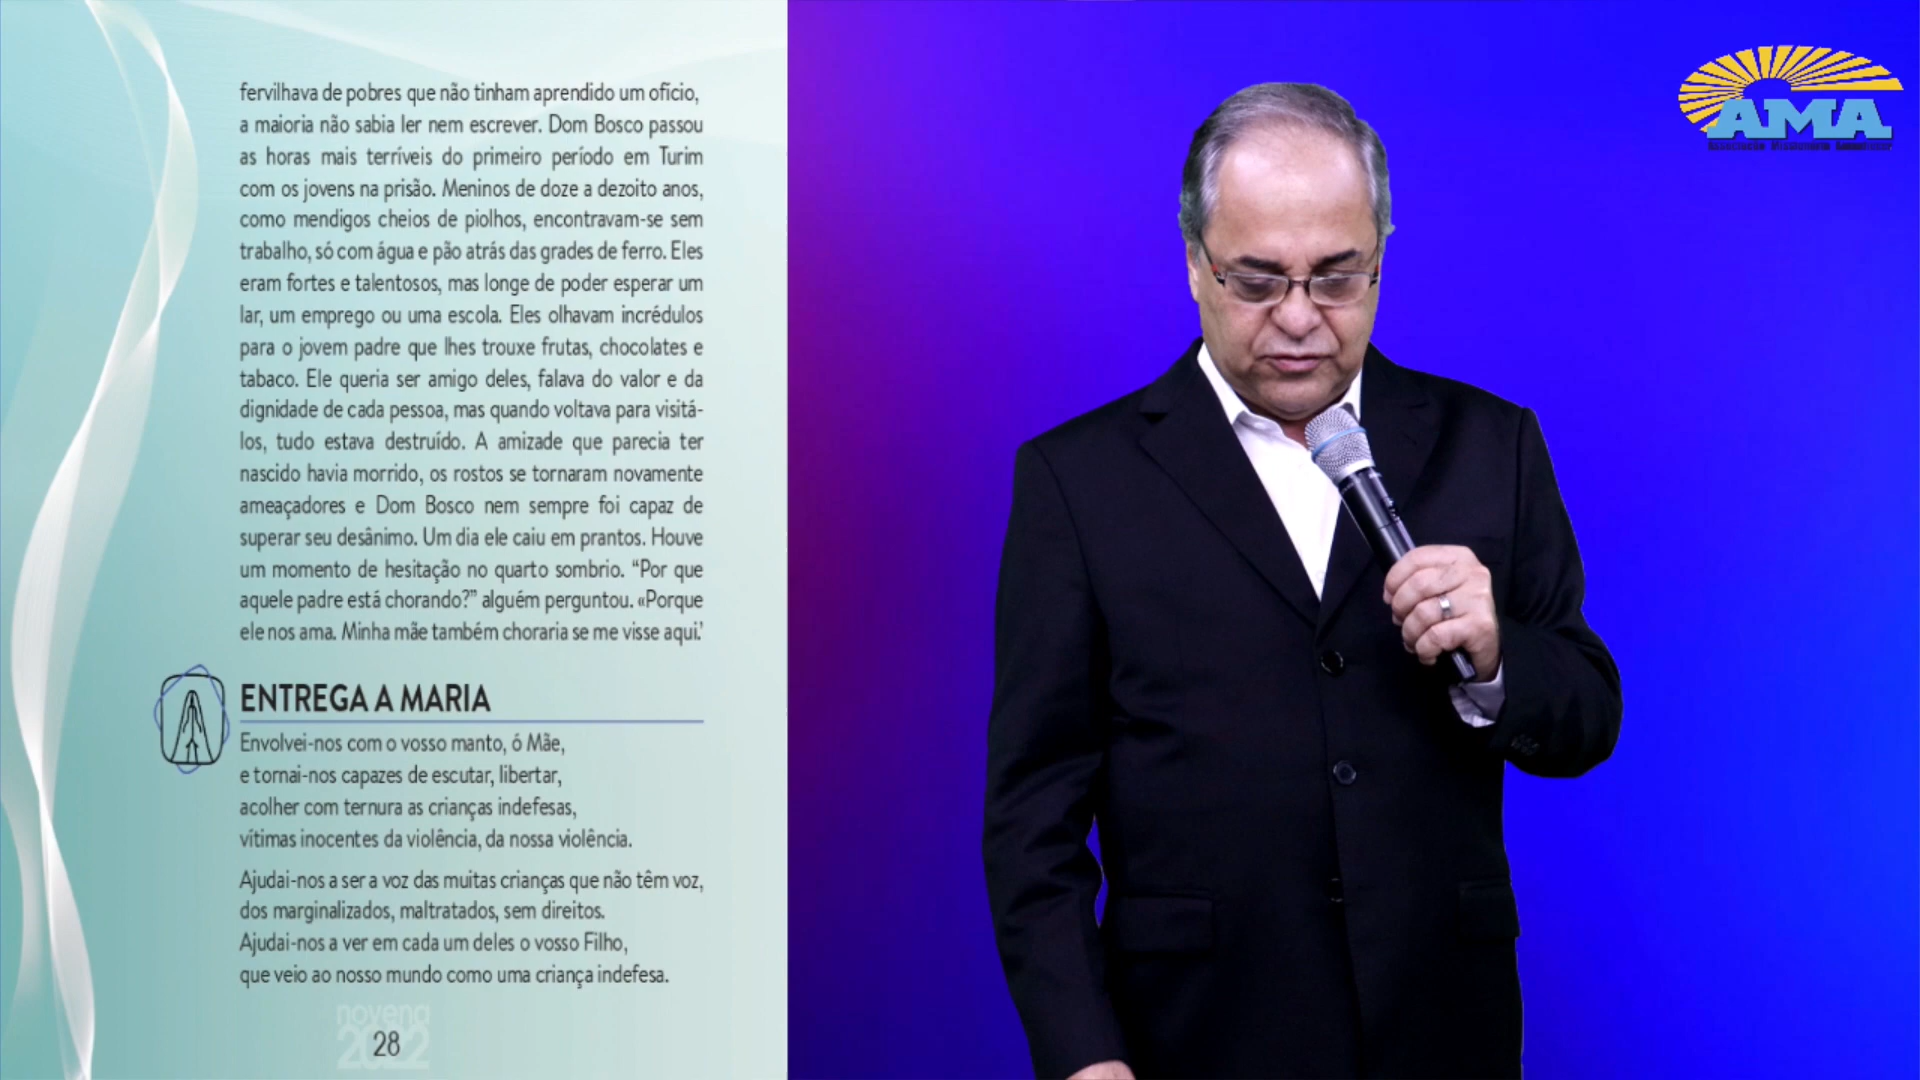 fervilhava de pobres que não tinham aprendido um ofício,
a maioria não sabia ler nem escrever. Dom Bosco passou
as horas mais terríveis do primeiro período em Turim
com os jovens na prisão. Meninos de doze a dezoito anos,
como mendigos cheios de piolhos, encontravam-se sem
trabalho, só com água e pão atrás das grades de ferro. Eles
eram fortes e talentosos, mas longe de poder esperar um
lar, um emprego ou uma escola. Eles olhavam incrédulos
para o jovem padre que lhes trouxe frutas, chocolates e
tabaco. Ele queria ser amigo deles, falava do valor e da
dignidade de cada pessoa, mas quando voltava para visitá-
los, tudo estava destruído. A amizade que parecia ter
nascido havia morrido, os rostos se tornaram novamente
ameaçadores e Dom Bosco nem sempre foi capaz de
superar seu desânimo. Um dia ele caiu em prantos. Houve
um momento de hesitação no quarto sombrio. “Por que
aquele padre está chorando?” alguém perguntou. «Porque
ele nos ama. Minha mãe também choraria se me visse aqui.’
ENTREGA A MARIA
Envolvei-nos com o vosso manto, ó Mãe,
e tornai-nos capazes de escutar, libertar,
acolher com ternura as crianças indefesas,
vítimas inocentes da violência, da nossa violência.
Ajudai-nos a ser a voz das muitas crianças que não têm voz,
dos marginalizados, maltratados, sem direitos.
Ajudai-nos a ver em cada um deles o vosso Filho,
que veio ao nosso mundo como uma criança indefesa.
novena
2022
28
AMA
Associação Missionária